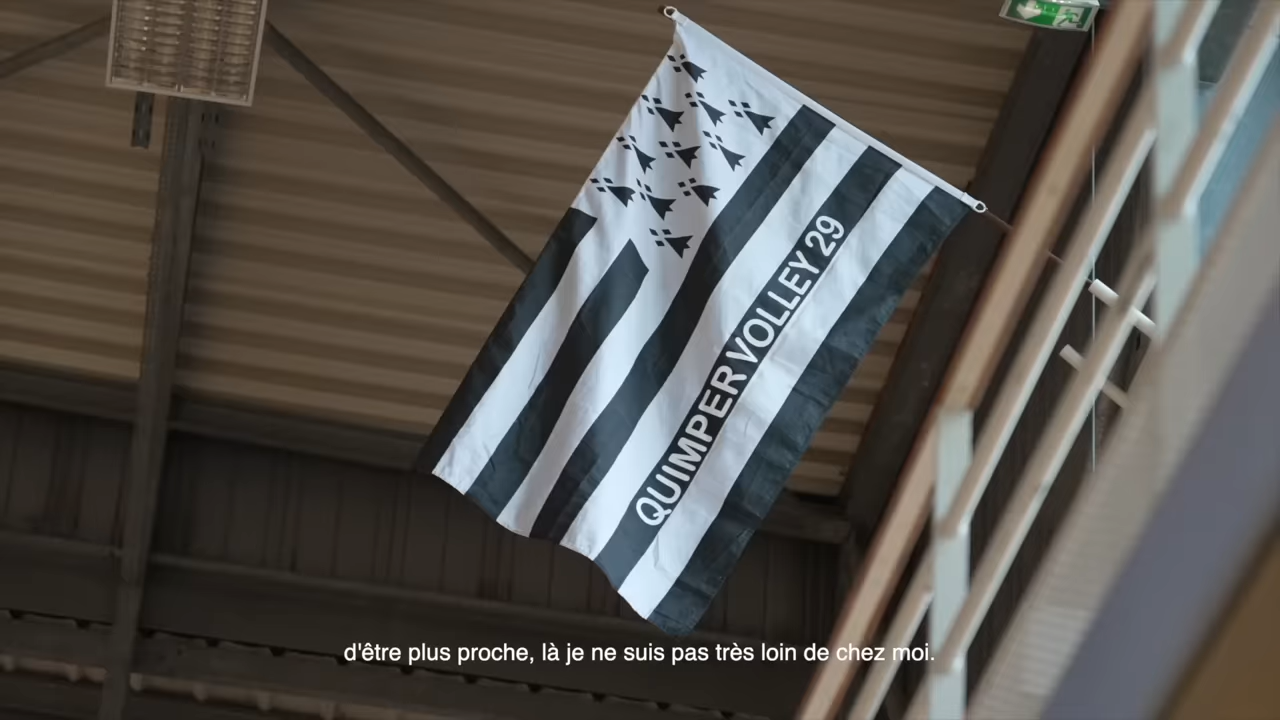 QUIMPER VOLLEY 29
d'être plus proche, là je ne suis pas très loin de chez moi.